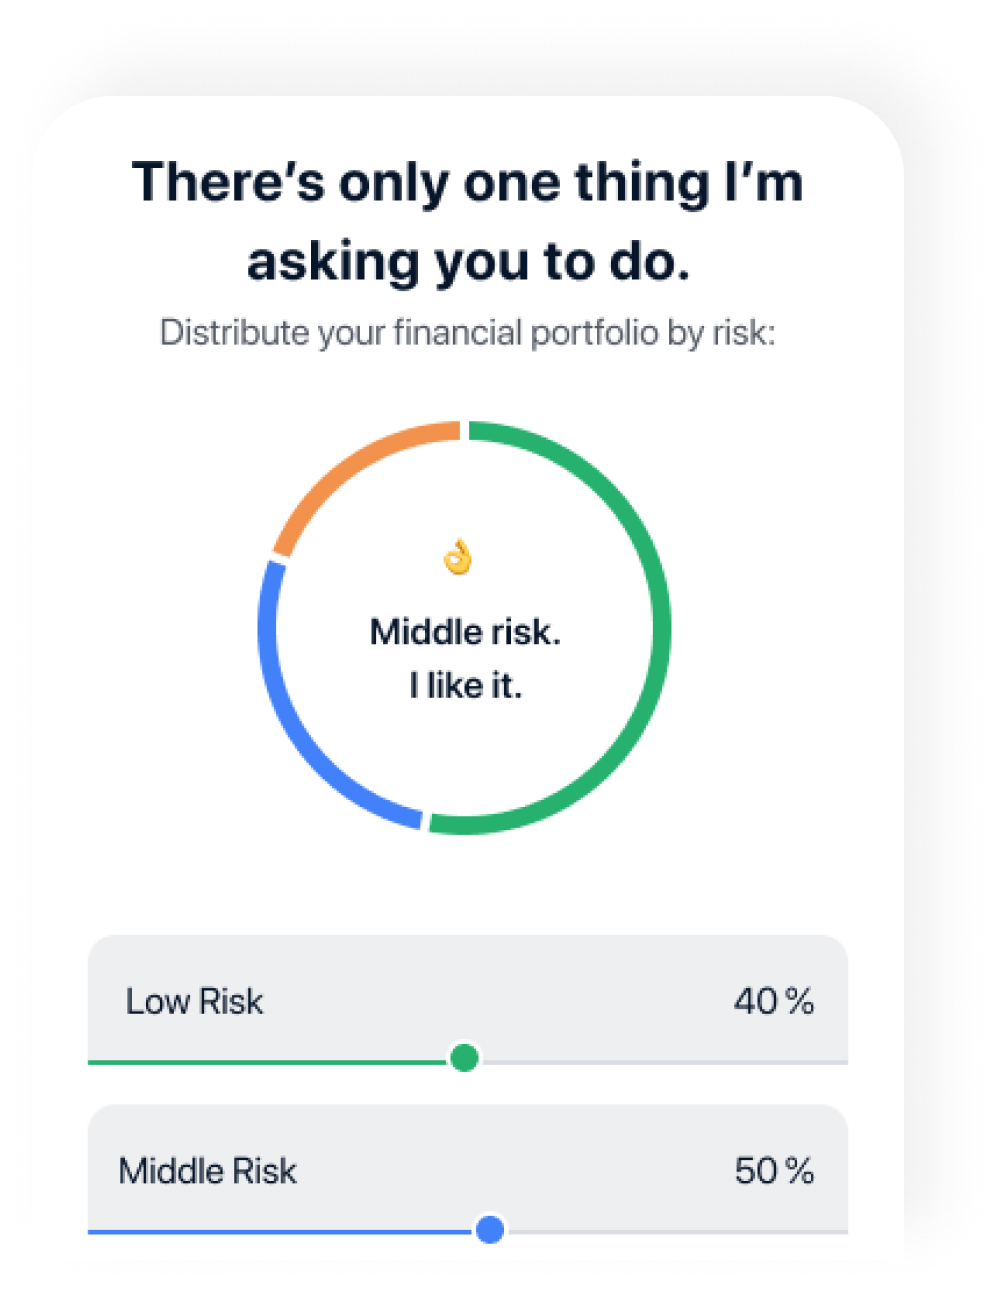 There’s only one thing I’m
asking you to do.
Distribute your financial portfolio by risk:
👌
Middle risk.
I like it.
Low Risk 40 %
Middle Risk 50 %